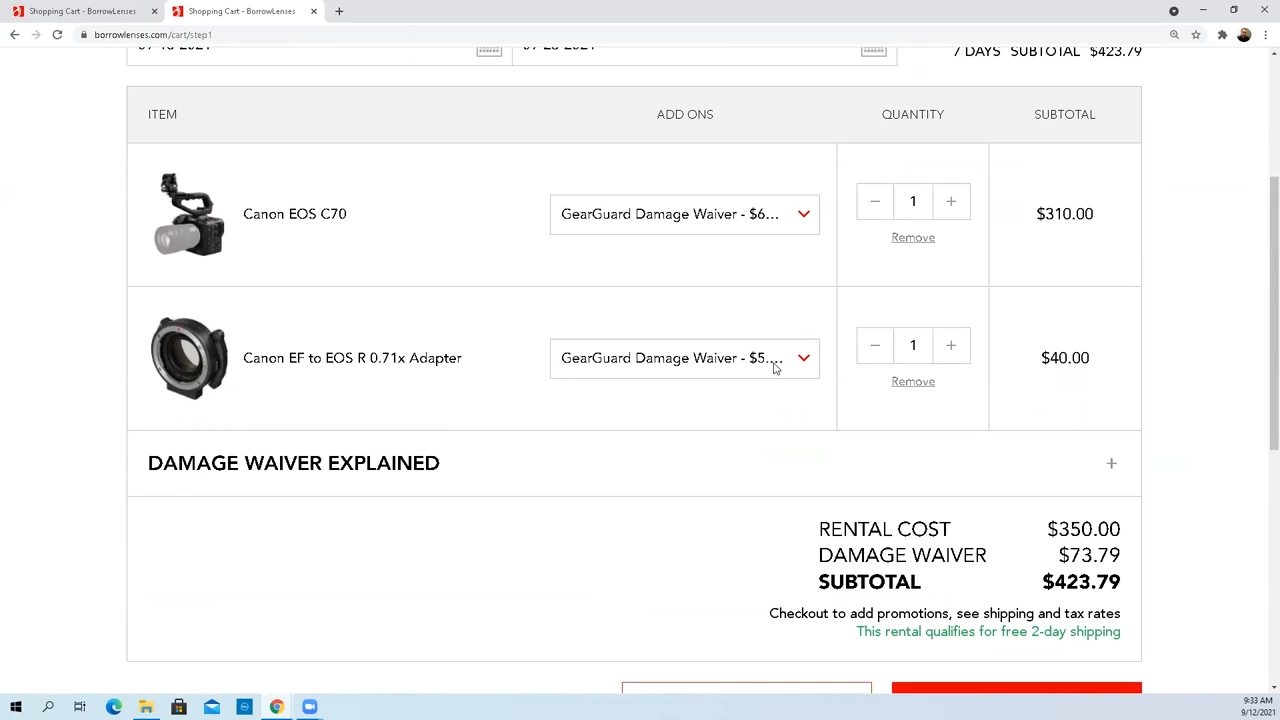 Shopping Cart - BorrowLenses
Shopping Cart - BorrowLenses
borrowlenses.com/cart/step1
7 DAYS SUBTOTAL $423.79
ITEM ADD ONS QUANTITY SUBTOTAL
Canon EOS C70 GearGuard Damage Waiver - $6... 1 $310.00
Remove
Canon EF to EOS R 0.71x Adapter GearGuard Damage Waiver - $5.... 1 $40.00
Remove
DAMAGE WAIVER EXPLAINED
RENTAL COST $350.00
DAMAGE WAIVER $73.79
SUBTOTAL $423.79
Checkout to add promotions, see shipping and tax rates
This rental qualifies for free 2-day shipping
9:33 AM
9/12/2021